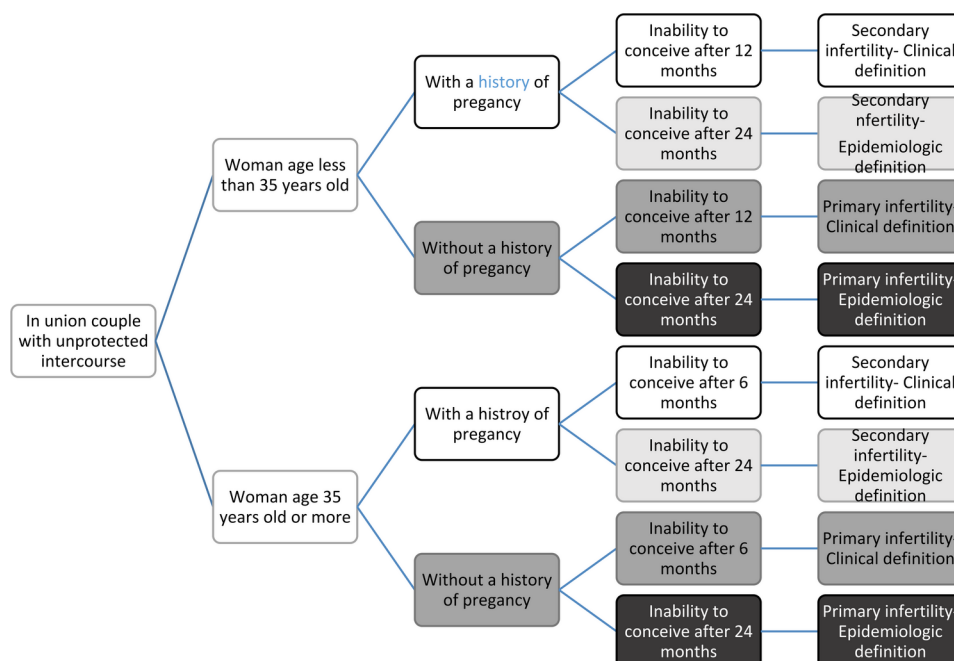 In union couple
with unprotected
intercourse
Woman age less
than 35 years old
With a history of
pregancy
Inability to
conceive after 12
months
Secondary
infertility- Clinical
definition
Inability to
conceive after 24
months
Secondary
nfertility-
Epidemiologic
definition
Without a history
of pregancy
Inability to
conceive after 12
months
Primary infertility-
Clinical definition
Inability to
conceive after 24
months
Primary infertility-
Epidemiologic
definition
Woman age 35
years old or more
With a histroy of
pregancy
Inability to
conceive after 6
months
Secondary
infertility- Clinical
definition
Inability to
conceive after 24
months
Secondary
infertility-
Epidemiologic
definition
Without a history
of pregancy
Inability to
conceive after 6
months
Primary infertility-
Clinical definition
Inability to
conceive after 24
months
Primary infertility-
Epidemiologic
definition